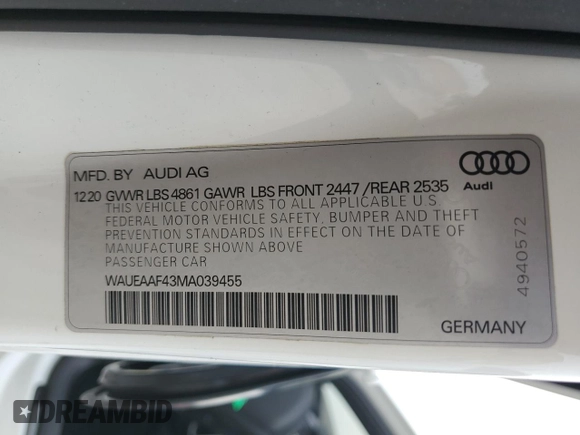 MFD. BY AUDI AG
Audi
1220 GVWR LBS 4861 GAWR LBS FRONT 2447 /REAR 2535
THIS VEHICLE CONFORMS TO ALL APPLICABLE U.S.
FEDERAL MOTOR VEHICLE SAFETY, BUMPER AND THEFT
PREVENTION STANDARDS IN EFFECT ON THE DATE OF
MANUFACTURE SHOWN ABOVE
PASSENGER CAR
WAUEAAF43MA039455
4940572
GERMANY
DREAMBID